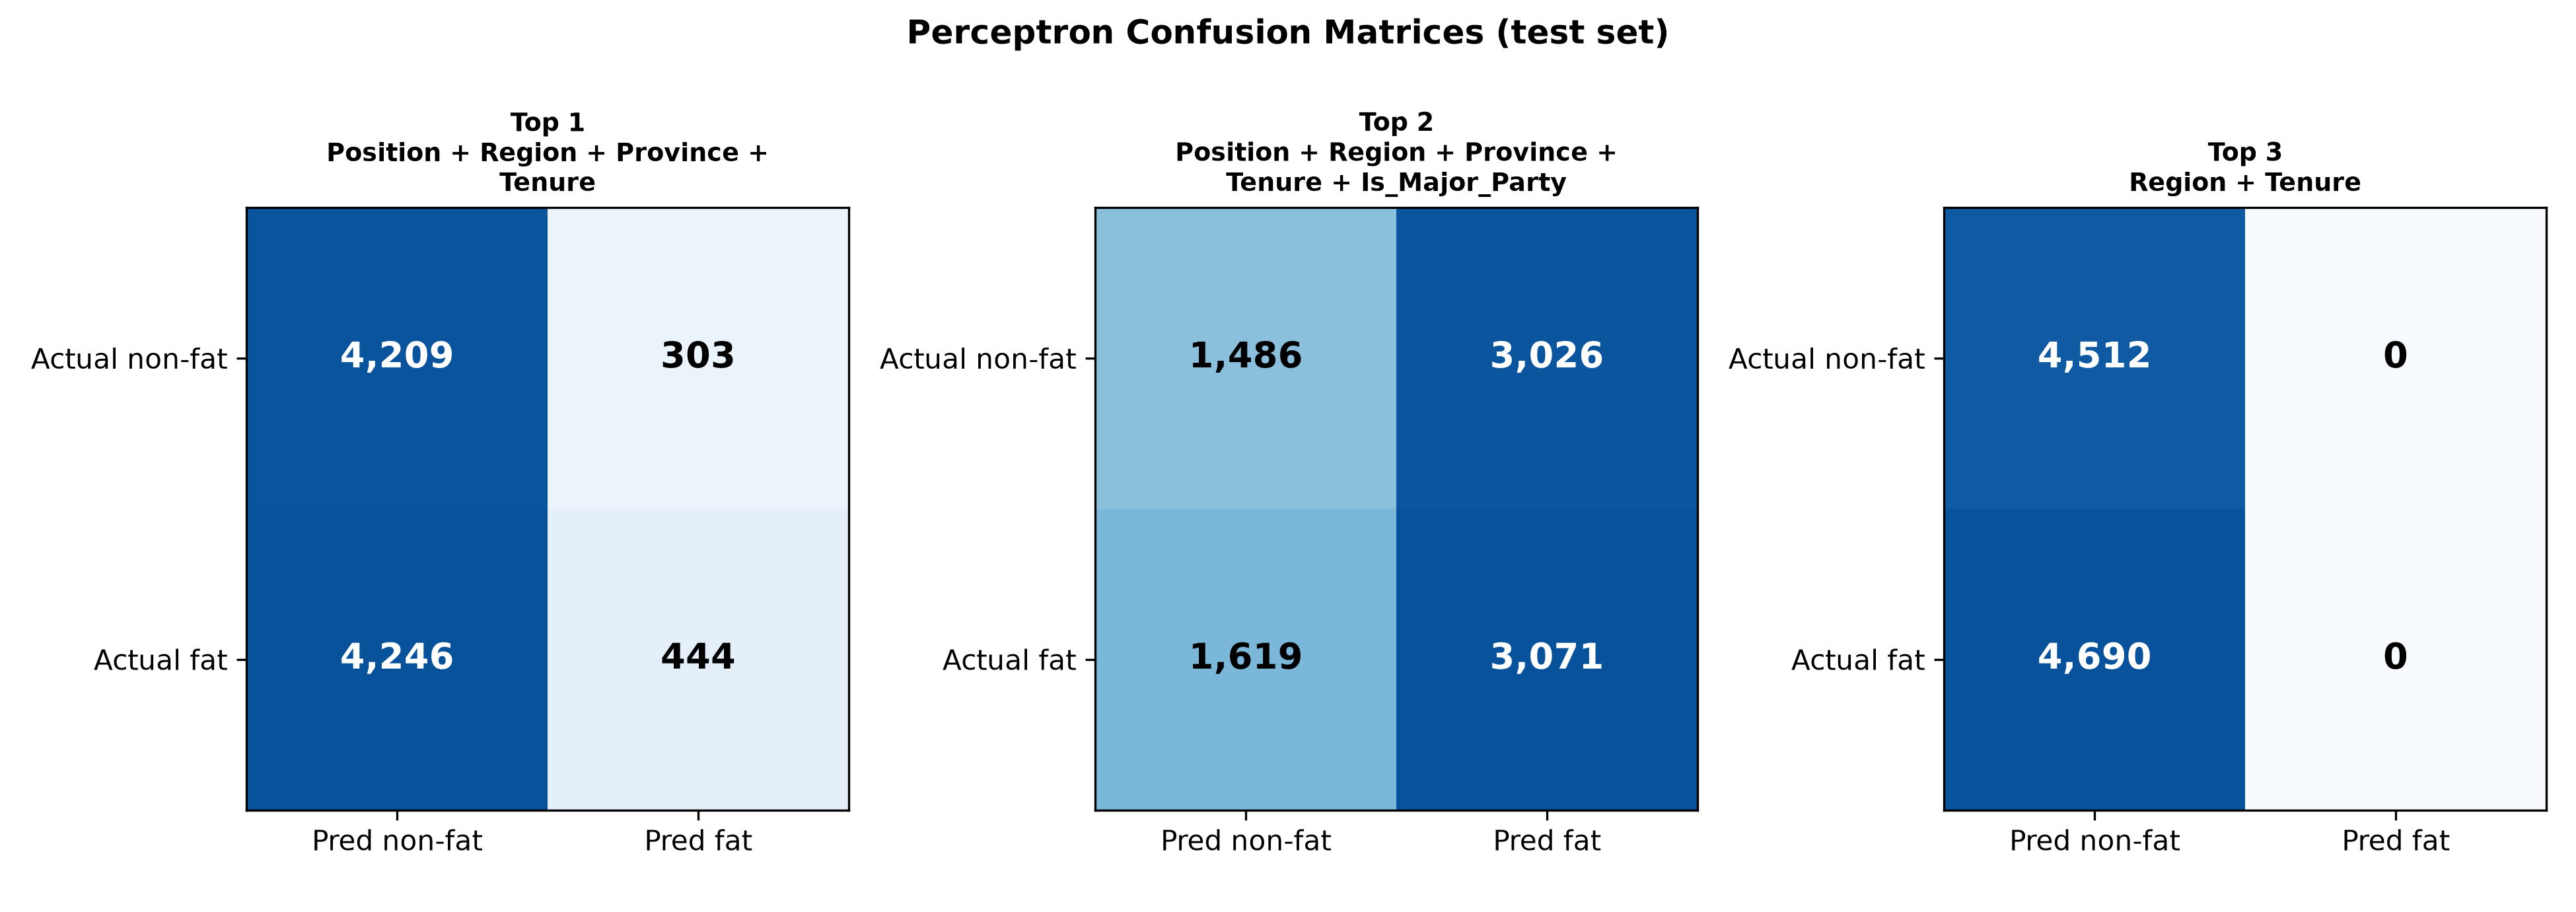 Perceptron Confusion Matrices (test set)
Top 1
Position + Region + Province +
Tenure
Actual non-fat
4,209
303
Actual fat
4,246
444
Pred non-fat
Pred fat
Top 2
Position + Region + Province +
Tenure + Is_Major_Party
Actual non-fat
1,486
3,026
Actual fat
1,619
3,071
Pred non-fat
Pred fat
Top 3
Region + Tenure
Actual non-fat
4,512
0
Actual fat
4,690
0
Pred non-fat
Pred fat